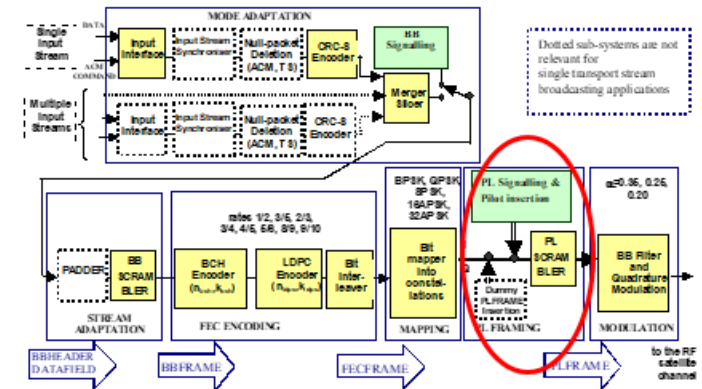 MODE ADAPTATION
Single
Input
Stream
DATA
ACM
COMMAND
Input
Interface
Input Stream
Synchroniser
Null-packet
Deletion
(ACM, TS)
CRC-8
Encoder
BB
Signalling
Merger
Slicer
Multiple
Input
Streams
Input
Interface
Input Stream
Synchroniser
Null-packet
Deletion
(ACM, TS)
CRC-8
Encoder
Dotted sub-systems are not
relevant for
single transport stream
broadcasting applications
PADDER
BB
SCRAM
BLER
STREAM
ADAPTATION
rates 1/2, 3/5, 2/3,
3/4, 4/5, 5/6, 8/9, 9/10
BCH
Encoder
LDPC
Encoder
Bit
Inter-
leaver
FEC ENCODING
BPSK, QPSK,
8PSK,
16APSK,
32APSK
Bit
mapper
into
conste-
lations
MAPPING
PL Signalling &
Pilot insertion
Q
Dummy
PLFRAME
Insertion
PL
SCRAM
BLER
PL FRAMING
α=0.35, 0.25,
0.20
BB Filter
and
Quadrature
Modulation
MODULATION
BBHEADER
DATAFIELD
BBFRAME
FECFRAME
PLFRAME
to the RF
satellite
channel